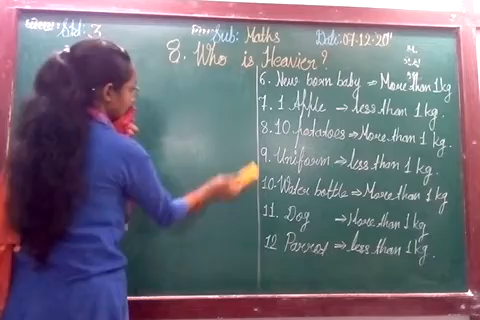 Std: 3
Sub: Maths
Date:07-12-20
8. Who is Heavier?
6. New born baby ⇒ More than 1 kg
7. 1 Apple → less than 1 kg.
8. 10 potatoes ⇒ More than 1 kg.
9. Uniform ⇒ less than 1 kg.
10. Water bottle ⇒ More than 1 kg
11. Dog → More than 1 kg
12 Parrot ⇒ less than 1 kg.